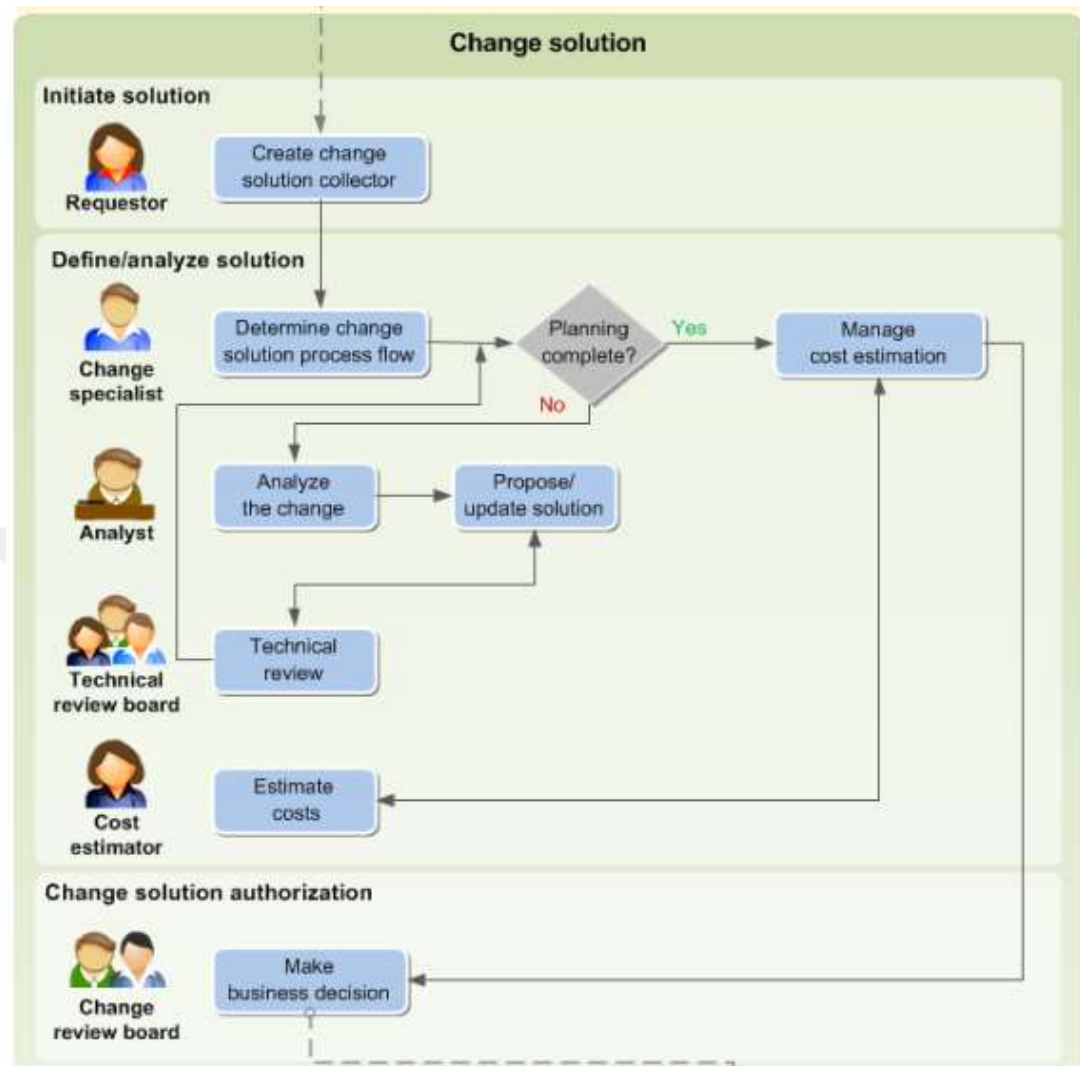 Change solution
Initiate solution
Create change
solution collector
Requestor
Define/analyze solution
Determine change
solution process flow
Planning
complete?
Yes
Manage
cost estimation
Change
specialist
No
Analyze
the change
Propose/
update solution
Analyst
Technical
review
Technical
review board
Estimate
costs
Cost
estimator
Change solution authorization
Make
business decision
Change
review board